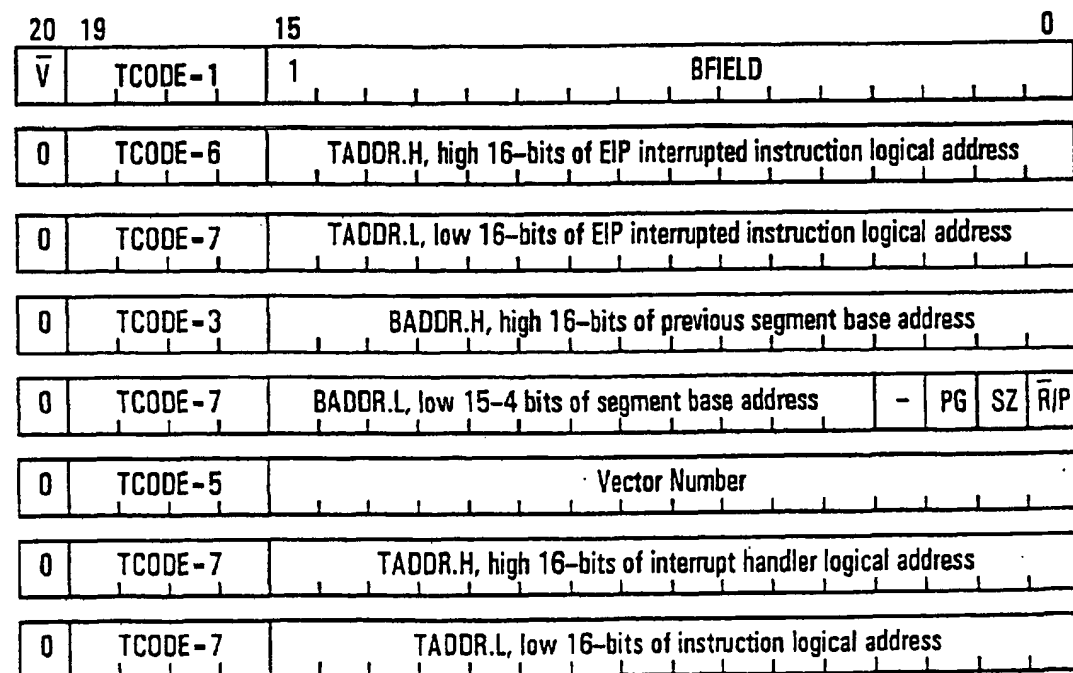 20 19 15 0
V̅ TCODE-1 1 BFIELD
0 TCODE-6 TADDR.H, high 16-bits of EIP interrupted instruction logical address
0 TCODE-7 TADDR.L, low 16-bits of EIP interrupted instruction logical address
0 TCODE-3 BADDR.H, high 16-bits of previous segment base address
0 TCODE-7 BADDR.L, low 15-4 bits of segment base address - PG SZ R̅/P
0 TCODE-5 Vector Number
0 TCODE-7 TADDR.H, high 16-bits of interrupt handler logical address
0 TCODE-7 TADDR.L, low 16-bits of instruction logical address